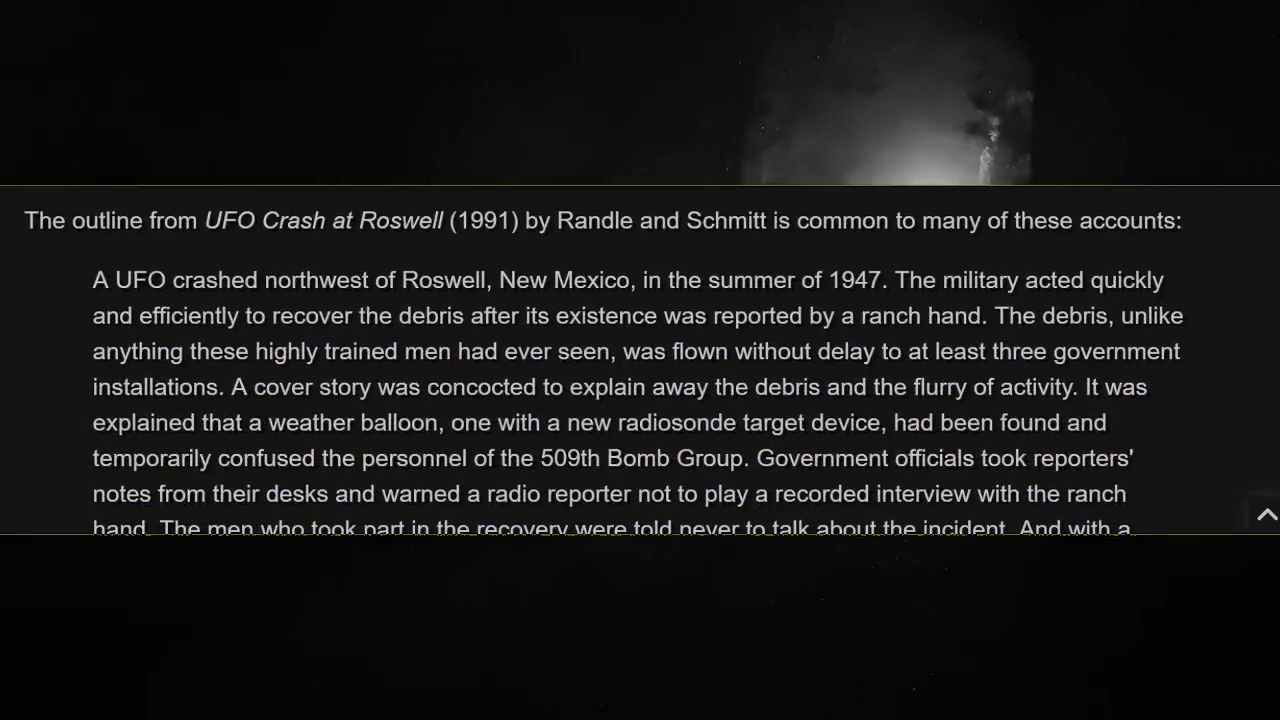 The outline from UFO Crash at Roswell (1991) by Randle and Schmitt is common to many of these accounts:
A UFO crashed northwest of Roswell, New Mexico, in the summer of 1947. The military acted quickly
and efficiently to recover the debris after its existence was reported by a ranch hand. The debris, unlike
anything these highly trained men had ever seen, was flown without delay to at least three government
installations. A cover story was concocted to explain away the debris and the flurry of activity. It was
explained that a weather balloon, one with a new radiosonde target device, had been found and
temporarily confused the personnel of the 509th Bomb Group. Government officials took reporters'
notes from their desks and warned a radio reporter not to play a recorded interview with the ranch
hand. The men who took part in the recovery were told never to talk about the incident. And with a